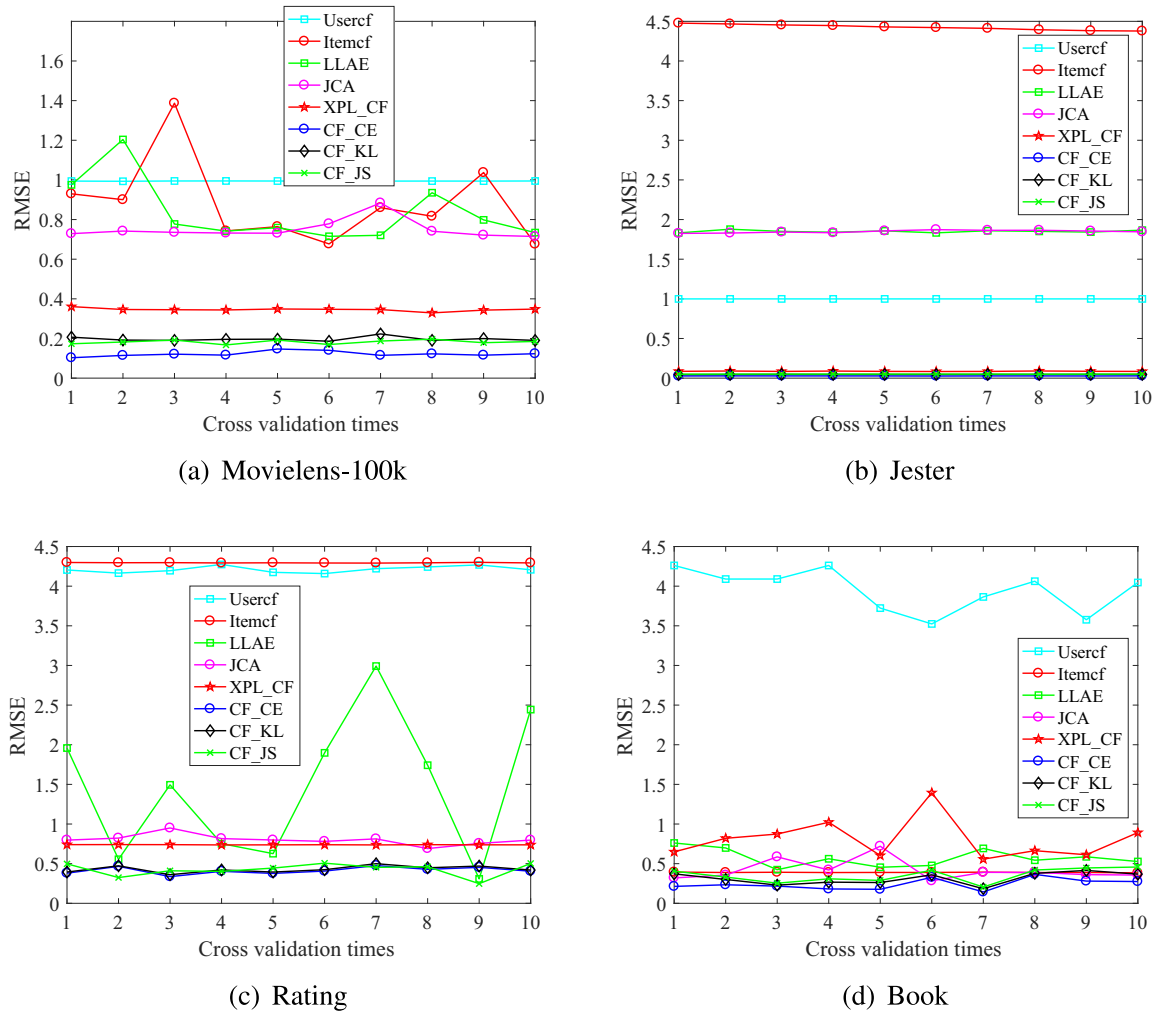 Usercf
Itemcf
LLAE
JCA
XPL_CF
CF_CE
CF_KL
CF_JS
1.6
1.4
1.2
1
0.8
0.6
0.4
0.2
0
RMSE
1 2 3 4 5 6 7 8 9 10
Cross validation times
(a) Movielens-100k
4.5
4
3.5
3
2.5
2
1.5
1
0.5
0
RMSE
Usercf
Itemcf
LLAE
JCA
XPL_CF
CF_CE
CF_KL
CF_JS
1 2 3 4 5 6 7 8 9 10
Cross validation times
(b) Jester
4.5
4
3.5
3
2.5
2
1.5
1
0.5
0
RMSE
Usercf
Itemcf
LLAE
JCA
XPL_CF
CF_CE
CF_KL
CF_JS
1 2 3 4 5 6 7 8 9 10
Cross validation times
(c) Rating
4.5
4
3.5
3
2.5
2
1.5
1
0.5
0
RMSE
Usercf
Itemcf
LLAE
JCA
XPL_CF
CF_CE
CF_KL
CF_JS
1 2 3 4 5 6 7 8 9 10
Cross validation times
(d) Book